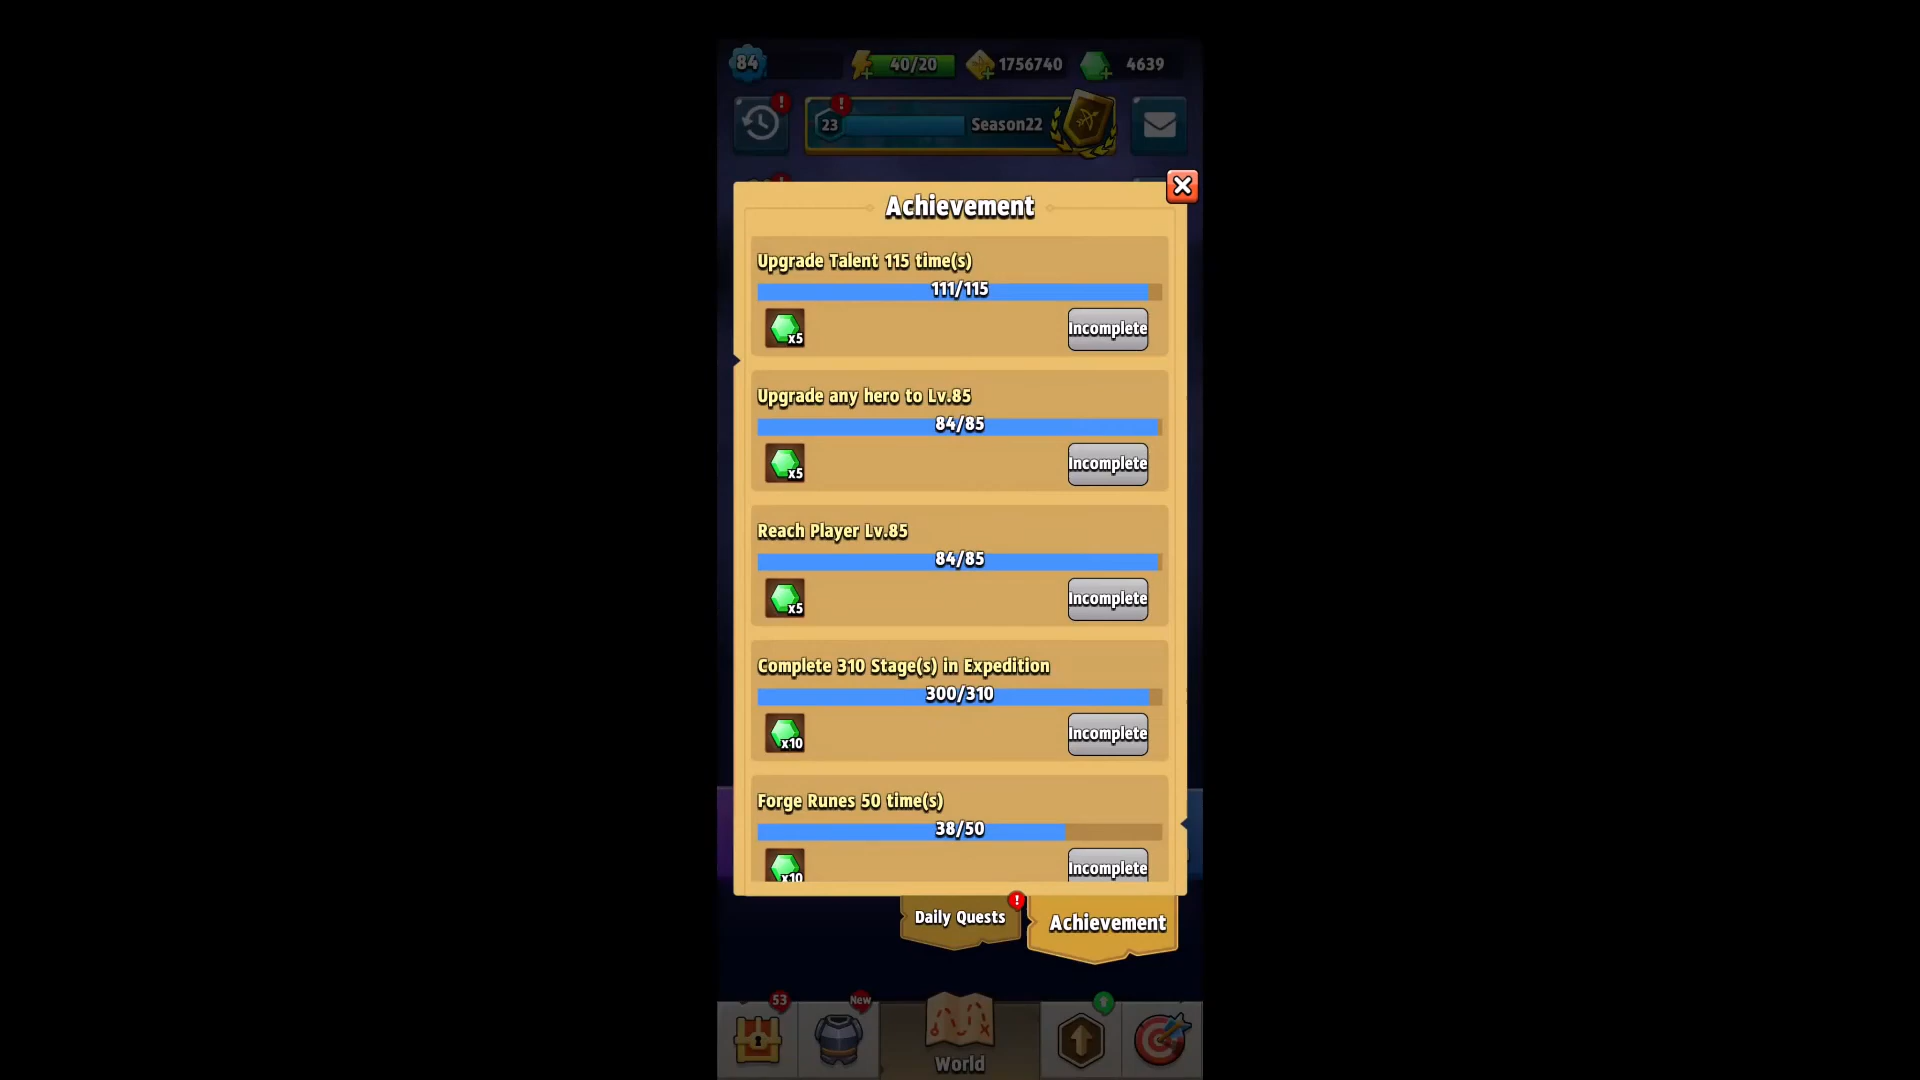 84
40/20
1756740
4639
!
!
23
Season22
Achievement
Upgrade Talent 115 time(s)
111/115
x5
Incomplete
Upgrade any hero to Lv.85
84/85
x5
Incomplete
Reach Player Lv.85
84/85
x5
Incomplete
Complete 310 Stage(s) in Expedition
300/310
x10
Incomplete
Forge Runes 50 time(s)
38/50
x10
Incomplete
Daily Quests
!
Achievement
53
New
World